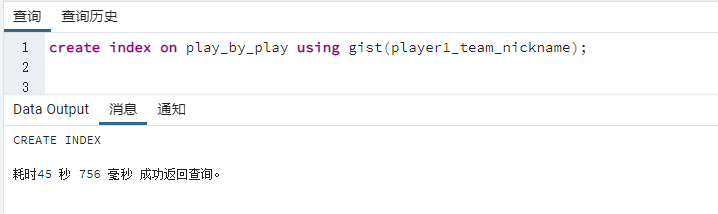 查询 查询历史
1 create index on play_by_play using gist(player1_team_nickname);
2
3
Data Output 消息 通知
CREATE INDEX
耗时45 秒 756 毫秒 成功返回查询。